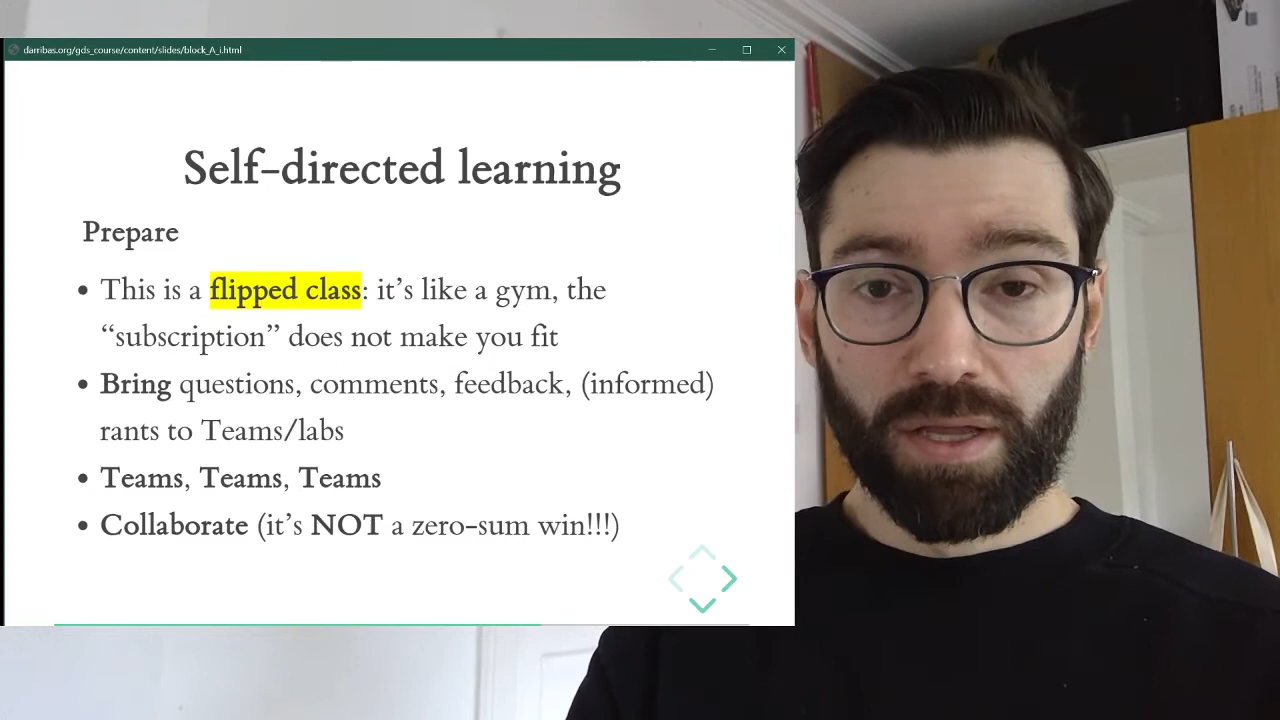 darribas.org/gds_course/content/slides/block_A_i.html
Self-directed learning
Prepare
• This is a flipped class: it’s like a gym, the
“subscription” does not make you fit
• Bring questions, comments, feedback, (informed)
rants to Teams/labs
• Teams, Teams, Teams
• Collaborate (it’s NOT a zero-sum win!!!)